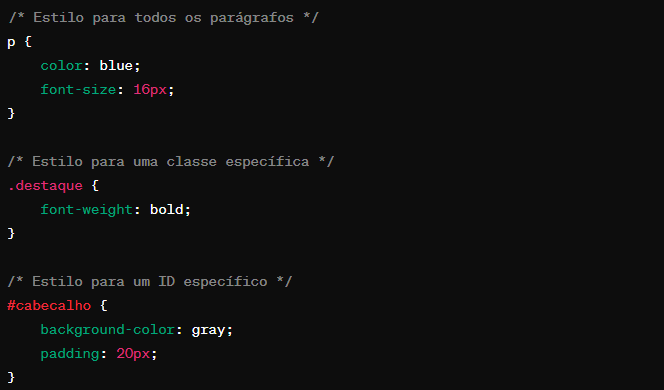 /* Estilo para todos os parágrafos */
p {
    color: blue;
    font-size: 16px;
}

/* Estilo para uma classe específica */
.destaque {
    font-weight: bold;
}

/* Estilo para um ID específico */
#cabecalho {
    background-color: gray;
    padding: 20px;
}